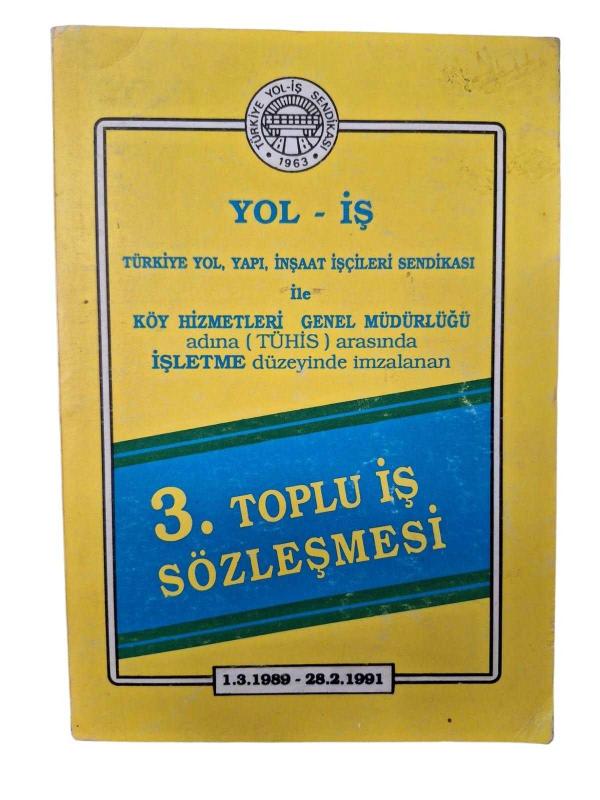 TÜRKİYE YOL-İŞ SENDİKASI
• 1963 •
YOL - İŞ
TÜRKİYE YOL, YAPI, İNŞAAT İŞÇİLERİ SENDİKASI
İle
KÖY HİZMETLERİ GENEL MÜDÜRLÜĞÜ
adına ( TÜHİS ) arasında
İŞLETME düzeyinde imzalanan
3. TOPLU İŞ
SÖZLEŞMESİ
1.3.1989 - 28.2.1991